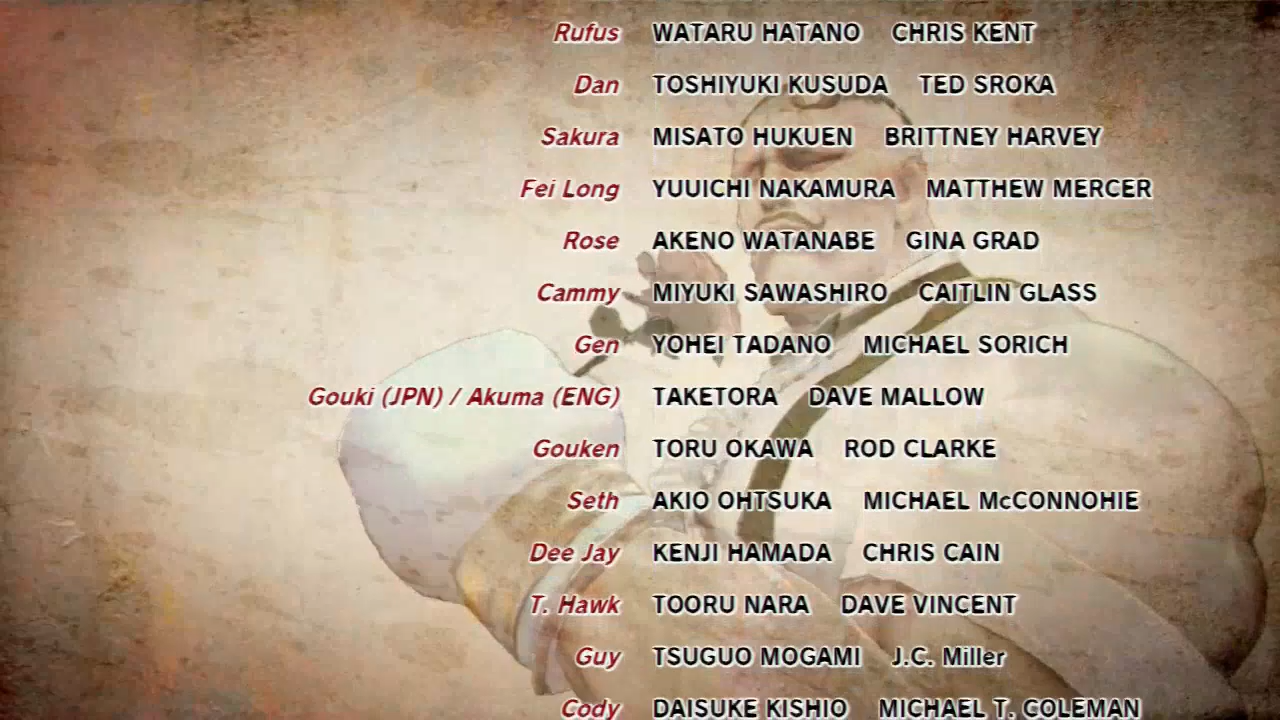 Rufus WATARU HATANO CHRIS KENT
Dan TOSHIYUKI KUSUDA TED SROKA
Sakura MISATO HUKUEN BRITTNEY HARVEY
Fei Long YUUICHI NAKAMURA MATTHEW MERCER
Rose AKENO WATANABE GINA GRAD
Cammy MIYUKI SAWASHIRO CAITLIN GLASS
Gen YOHEI TADANO MICHAEL SORICH
Gouki (JPN) / Akuma (ENG) TAKETORA DAVE MALLOW
Gouken TORU OKAWA ROD CLARKE
Seth AKIO OHTSUKA MICHAEL McCONNOHIE
Dee Jay KENJI HAMADA CHRIS CAIN
T. Hawk TOORU NARA DAVE VINCENT
Guy TSUGUO MOGAMI J.C. Miller
Cody DAISUKE KISHIO MICHAEL T. COLEMAN